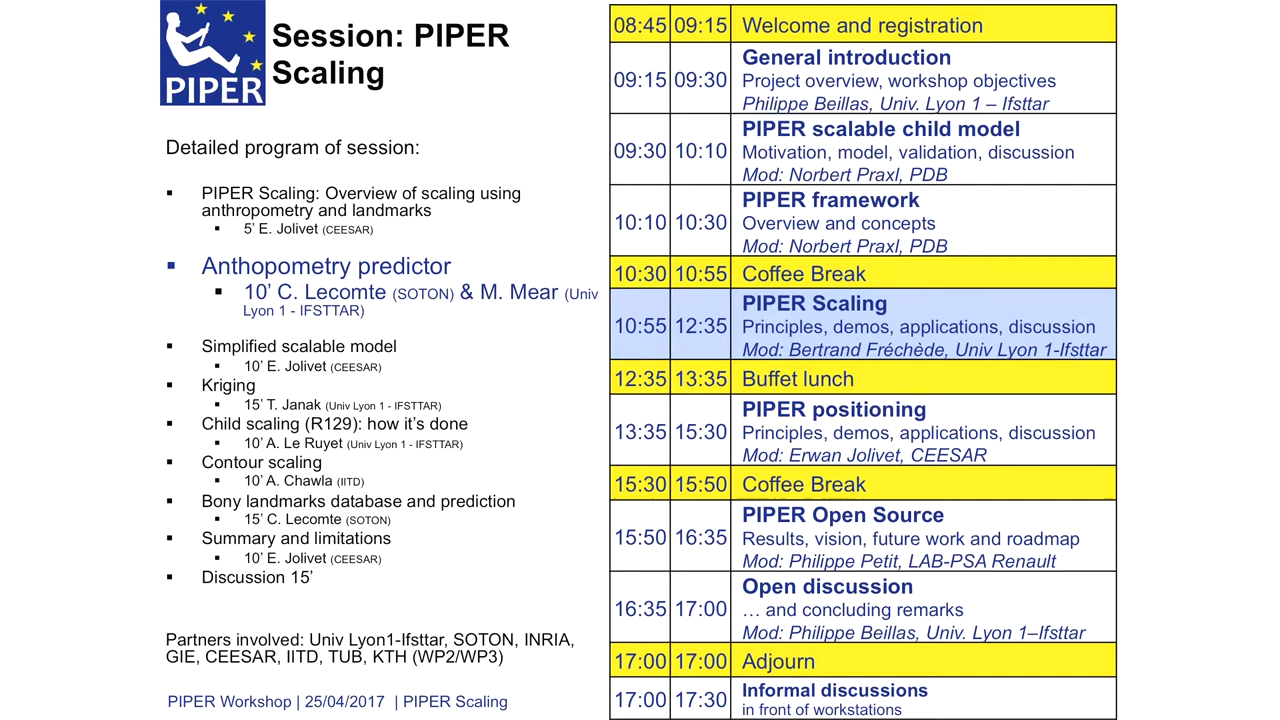 PIPER
Session: PIPER
Scaling
Detailed program of session:
▪ PIPER Scaling: Overview of scaling using
anthropometry and landmarks
▪ 5’ E. Jolivet (CEESAR)
▪ Anthopometry predictor
▪ 10’ C. Lecomte (SOTON) & M. Mear (Univ
Lyon 1 - IFSTTAR)
▪ Simplified scalable model
▪ 10’ E. Jolivet (CEESAR)
▪ Kriging
▪ 15’ T. Janak (Univ Lyon 1 - IFSTTAR)
▪ Child scaling (R129): how it’s done
▪ 10’ A. Le Ruyet (Univ Lyon 1 - IFSTTAR)
▪ Contour scaling
▪ 10’ A. Chawla (IITD)
▪ Bony landmarks database and prediction
▪ 15’ C. Lecomte (SOTON)
▪ Summary and limitations
▪ 10’ E. Jolivet (CEESAR)
▪ Discussion 15’
Partners involved: Univ Lyon1-Ifsttar, SOTON, INRIA,
GIE, CEESAR, IITD, TUB, KTH (WP2/WP3)
PIPER Workshop | 25/04/2017 | PIPER Scaling
08:45 09:15 Welcome and registration
General introduction
09:15 09:30 Project overview, workshop objectives
Philippe Beillas, Univ. Lyon 1 – Ifsttar
PIPER scalable child model
09:30 10:10 Motivation, model, validation, discussion
Mod: Norbert Praxl, PDB
PIPER framework
10:10 10:30 Overview and concepts
Mod: Norbert Praxl, PDB
10:30 10:55 Coffee Break
PIPER Scaling
10:55 12:35 Principles, demos, applications, discussion
Mod: Bertrand Fréchède, Univ Lyon 1-Ifsttar
12:35 13:35 Buffet lunch
PIPER positioning
13:35 15:30 Principles, demos, applications, discussion
Mod: Erwan Jolivet, CEESAR
15:30 15:50 Coffee Break
PIPER Open Source
15:50 16:35 Results, vision, future work and roadmap
Mod: Philippe Petit, LAB-PSA Renault
Open discussion
16:35 17:00 … and concluding remarks
Mod: Philippe Beillas, Univ. Lyon 1–Ifsttar
17:00 17:00 Adjourn
17:00 17:30 Informal discussions
in front of workstations